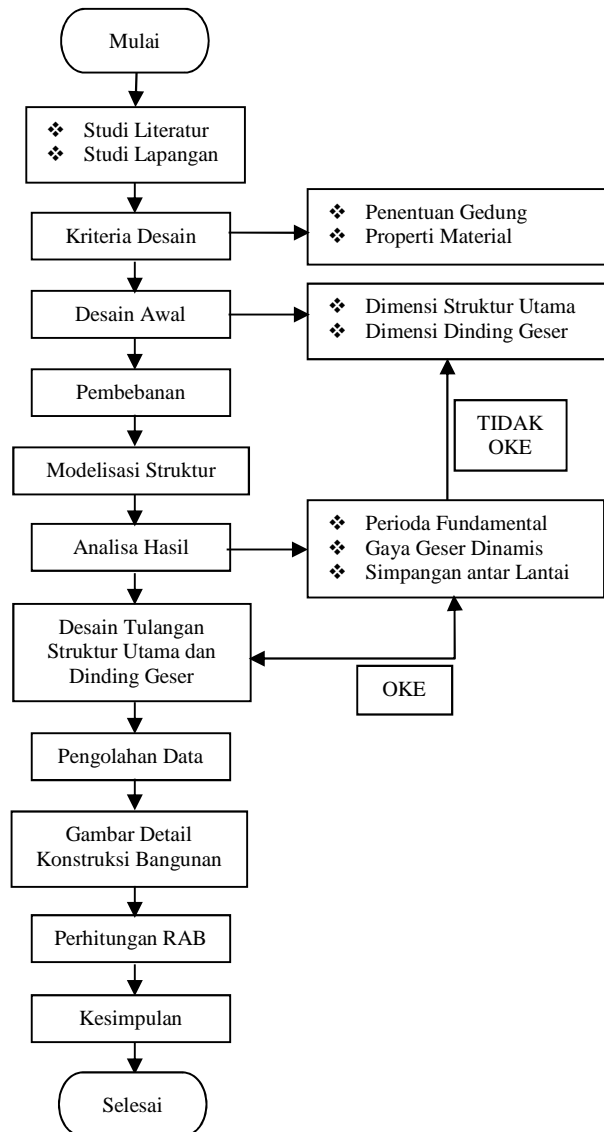 Mulai
❖ Studi Literatur
❖ Studi Lapangan
Kriteria Desain
❖ Penentuan Gedung
❖ Properti Material
Desain Awal
❖ Dimensi Struktur Utama
❖ Dimensi Dinding Geser
Pembebanan
TIDAK
OKE
Modelisasi Struktur
Analisa Hasil
❖ Perioda Fundamental
❖ Gaya Geser Dinamis
❖ Simpangan antar Lantai
Desain Tulangan
Struktur Utama dan
Dinding Geser
OKE
Pengolahan Data
Gambar Detail
Konstruksi Bangunan
Perhitungan RAB
Kesimpulan
Selesai